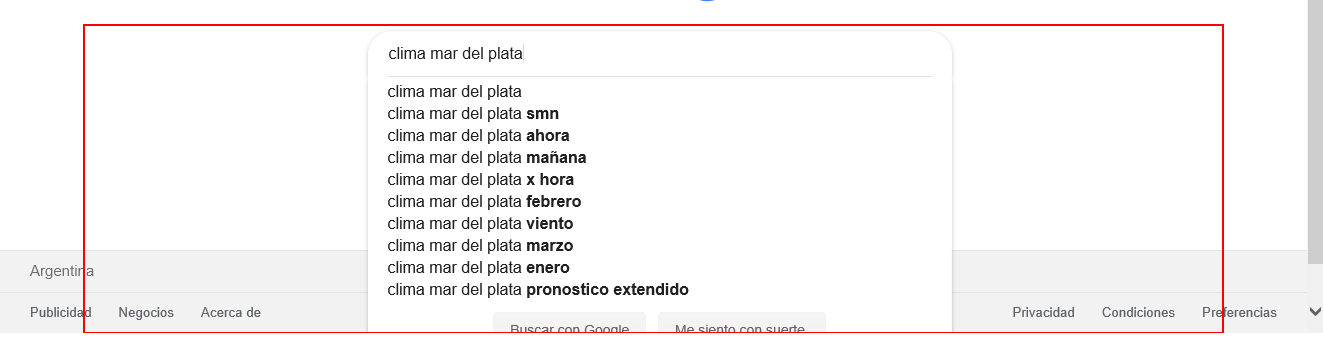 clima mar del plata
clima mar del plata
clima mar del plata smn
clima mar del plata ahora
clima mar del plata mañana
clima mar del plata x hora
clima mar del plata febrero
clima mar del plata viento
clima mar del plata marzo
clima mar del plata enero
clima mar del plata pronostico extendido
Argentina
Publicidad Negocios Acerca de Privacidad Condiciones Preferencias
Buscar con Google Me siento con suerte